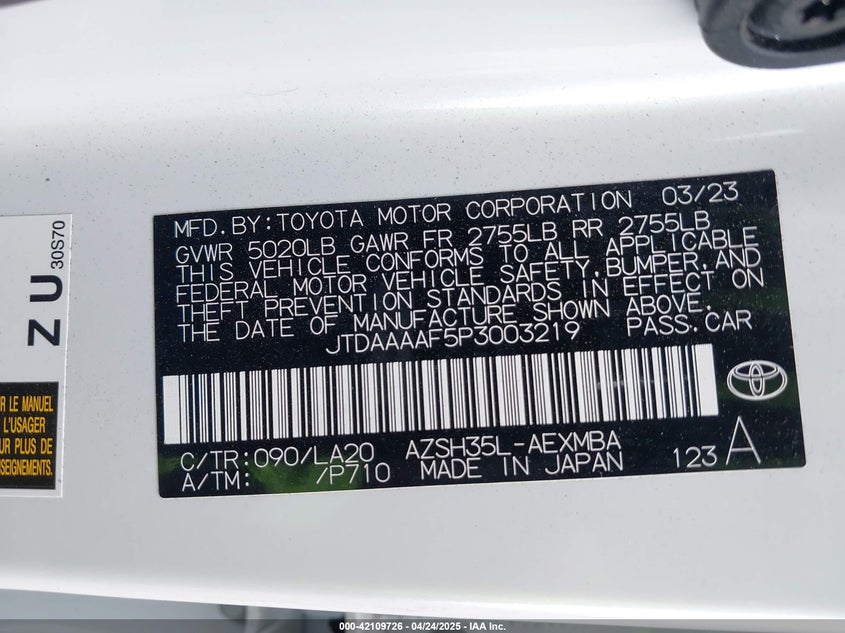 MFD. BY: TOYOTA MOTOR CORPORATION 03/23
GVWR 5020LB GAWR FR 2755LB RR 2755LB
THIS VEHICLE CONFORMS TO ALL APPLICABLE
FEDERAL MOTOR VEHICLE SAFETY, BUMPER, AND
THEFT PREVENTION STANDARDS IN EFFECT ON
THE DATE OF MANUFACTURE SHOWN ABOVE.
JTDAAAAF5P3003219 PASS. CAR
C/TR: 090/LA20 AZSH35L-AEXMBA
A/TM: /P710 MADE IN JAPAN 123 A
Z U 30S70
R LE MANUEL
L'USAGER
UR PLUS DE
SEIGNEMENTS.
000-42109726 - 04/24/2025 - IAA Inc.